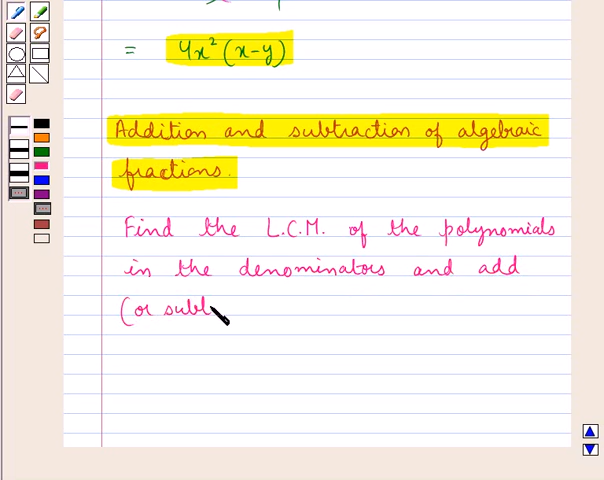 = 4x² (x-y)
Addition and subtraction of algebraic
fractions.
Find the L.C.M. of the polynomials
in the denominators and add
(or subt